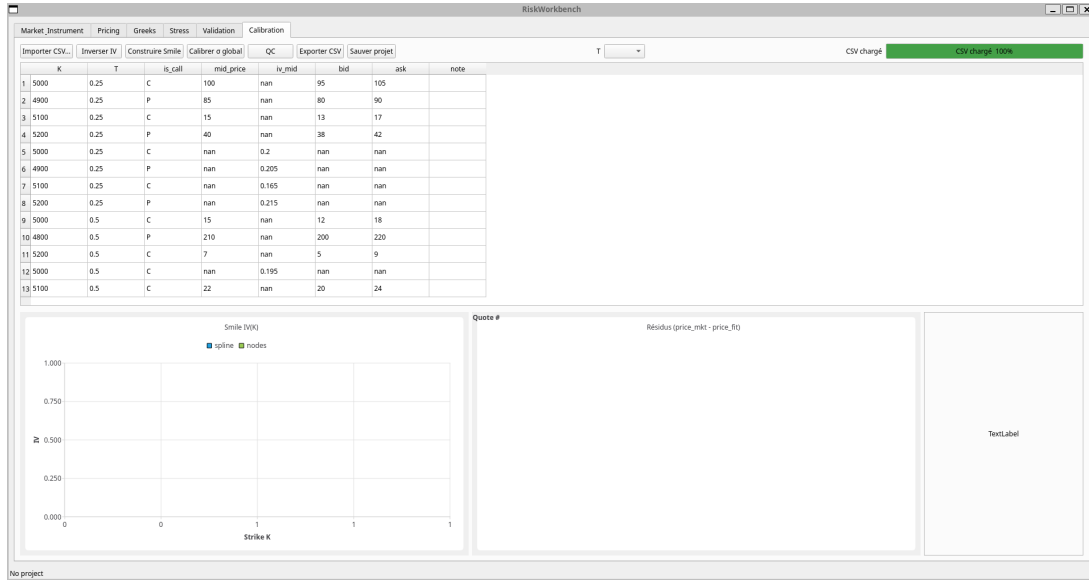 RiskWorkbench
Market_Instrument Pricing Greeks Stress Validation Calibration
Importer CSV... Inverser IV Construire Smile Calibrer σ global QC Exporter CSV Sauver projet T CSV chargé CSV chargé 100%
K T is_call mid_price iv_mid bid ask note
1 5000 0.25 C 100 nan 95 105
2 4900 0.25 P 85 nan 80 90
3 5100 0.25 C 15 nan 13 17
4 5200 0.25 P 40 nan 38 42
5 5000 0.25 C nan 0.2 nan nan
6 4900 0.25 P nan 0.205 nan nan
7 5100 0.25 C nan 0.165 nan nan
8 5200 0.25 P nan 0.215 nan nan
9 5000 0.5 C 15 nan 12 18
10 4800 0.5 P 210 nan 200 220
11 5200 0.5 C 7 nan 5 9
12 5000 0.5 C nan 0.195 nan nan
13 5100 0.5 C 22 nan 20 24
Smile IV(K)
spline nodes
1.000
0.750
0.500
0.250
0.000
IV
0 0 1 1 1
Strike K
Quote #
Résidus (price_mkt - price_fit)
TextLabel
No project